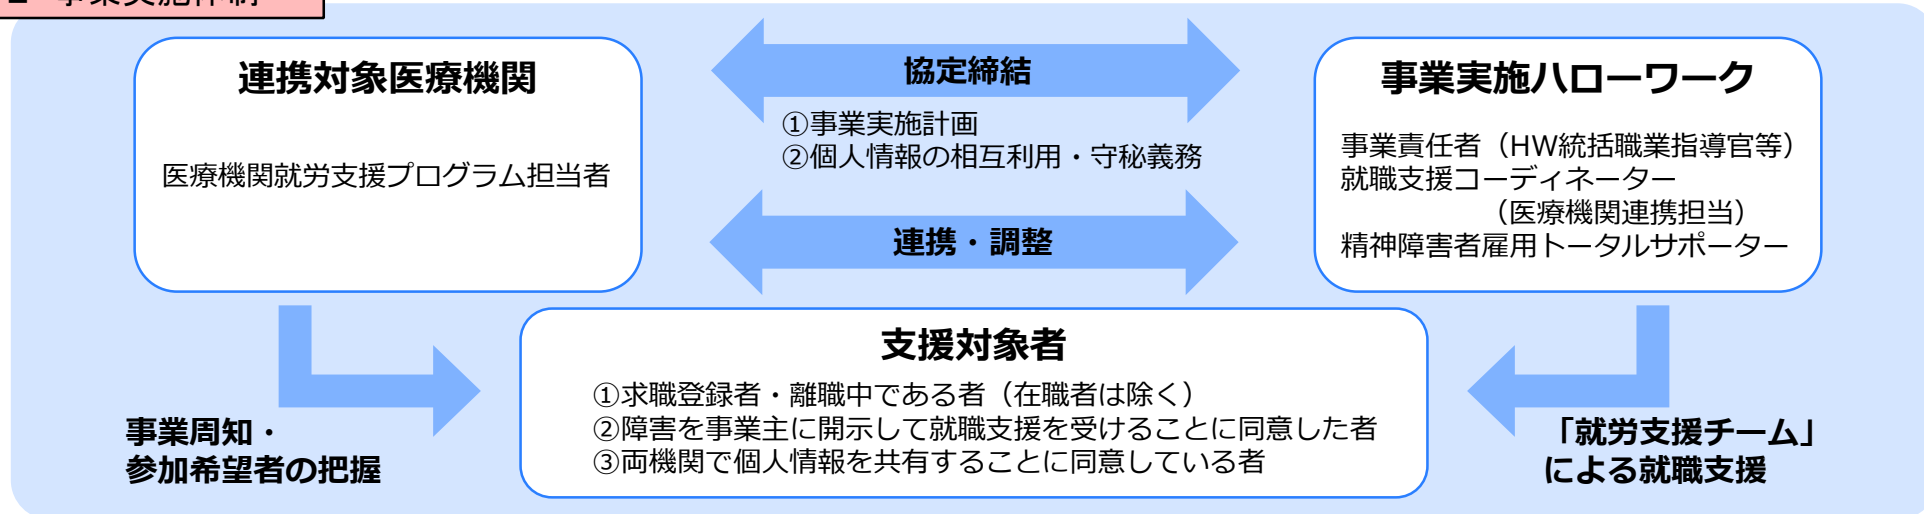 事業実施体制
連携対象医療機関
医療機関就労支援プログラム担当者
協定締結
①事業実施計画
②個人情報の相互利用・守秘義務
連携・調整
事業実施ハローワーク
事業責任者（HW統括職業指導官等）
就職支援コーディネーター
（医療機関連携担当）
精神障害者雇用トータルサポーター
支援対象者
①求職登録者・離職中である者（在職者は除く）
②障害を事業主に開示して就職支援を受けることに同意した者
③両機関で個人情報を共有することに同意している者
事業周知・
参加希望者の把握
「就労支援チーム」
による就職支援